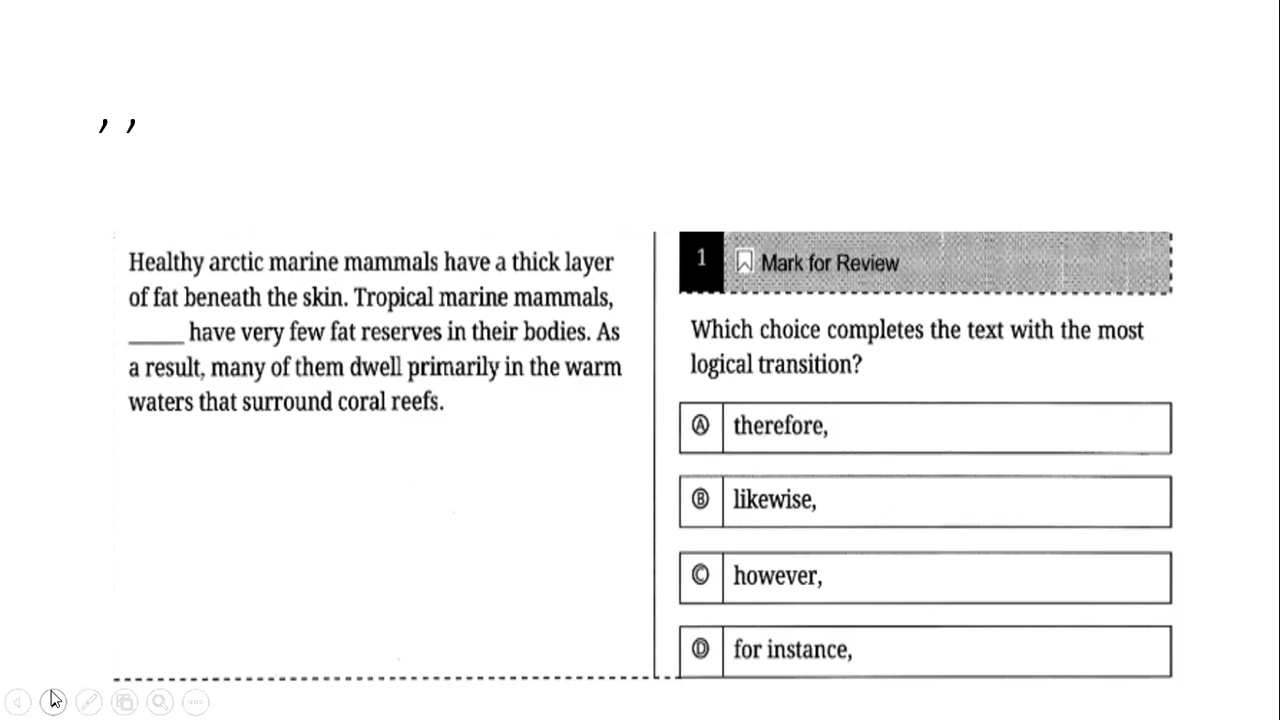 , ,
Healthy arctic marine mammals have a thick layer
of fat beneath the skin. Tropical marine mammals,
_____ have very few fat reserves in their bodies. As
a result, many of them dwell primarily in the warm
waters that surround coral reefs.
1 Mark for Review
Which choice completes the text with the most
logical transition?
A therefore,
B likewise,
C however,
D for instance,